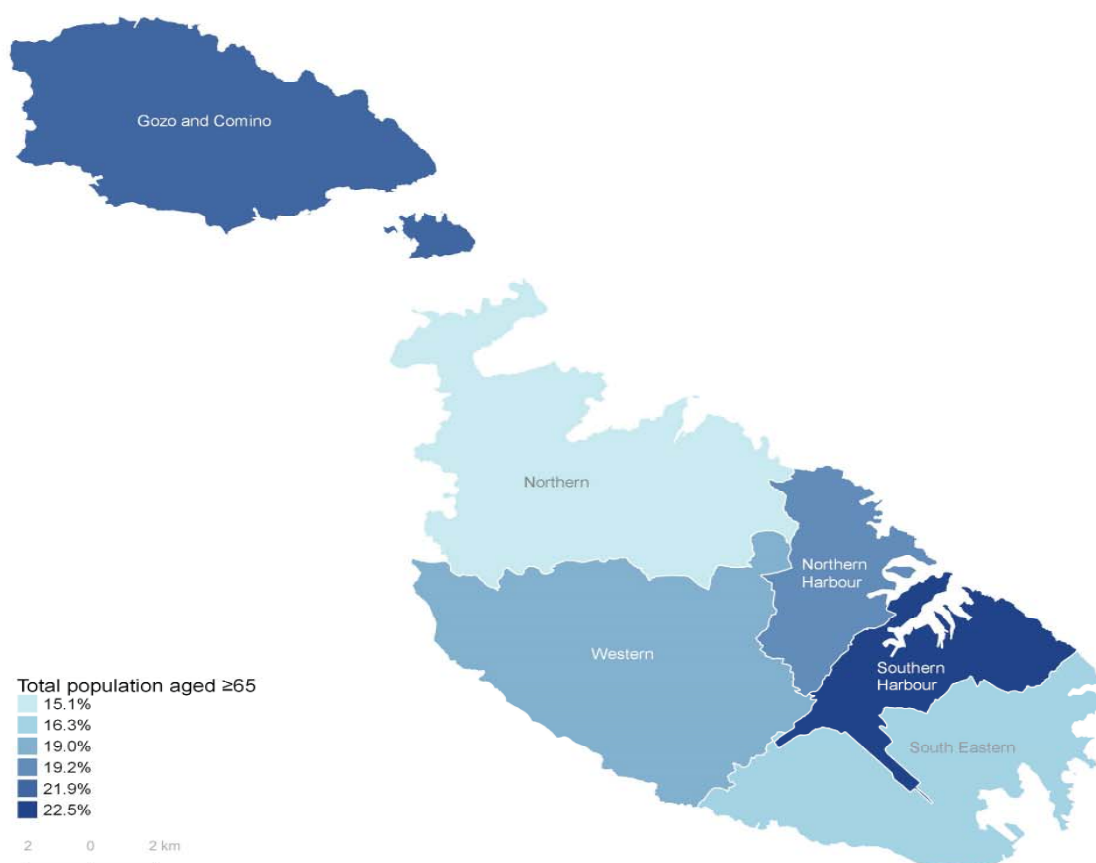 Gozo and Comino
Northern
Northern
Harbour
Western
Southern
Harbour
South Eastern
Total population aged ≥65
15.1%
16.3%
19.0%
19.2%
21.9%
22.5%
2 0 2 km